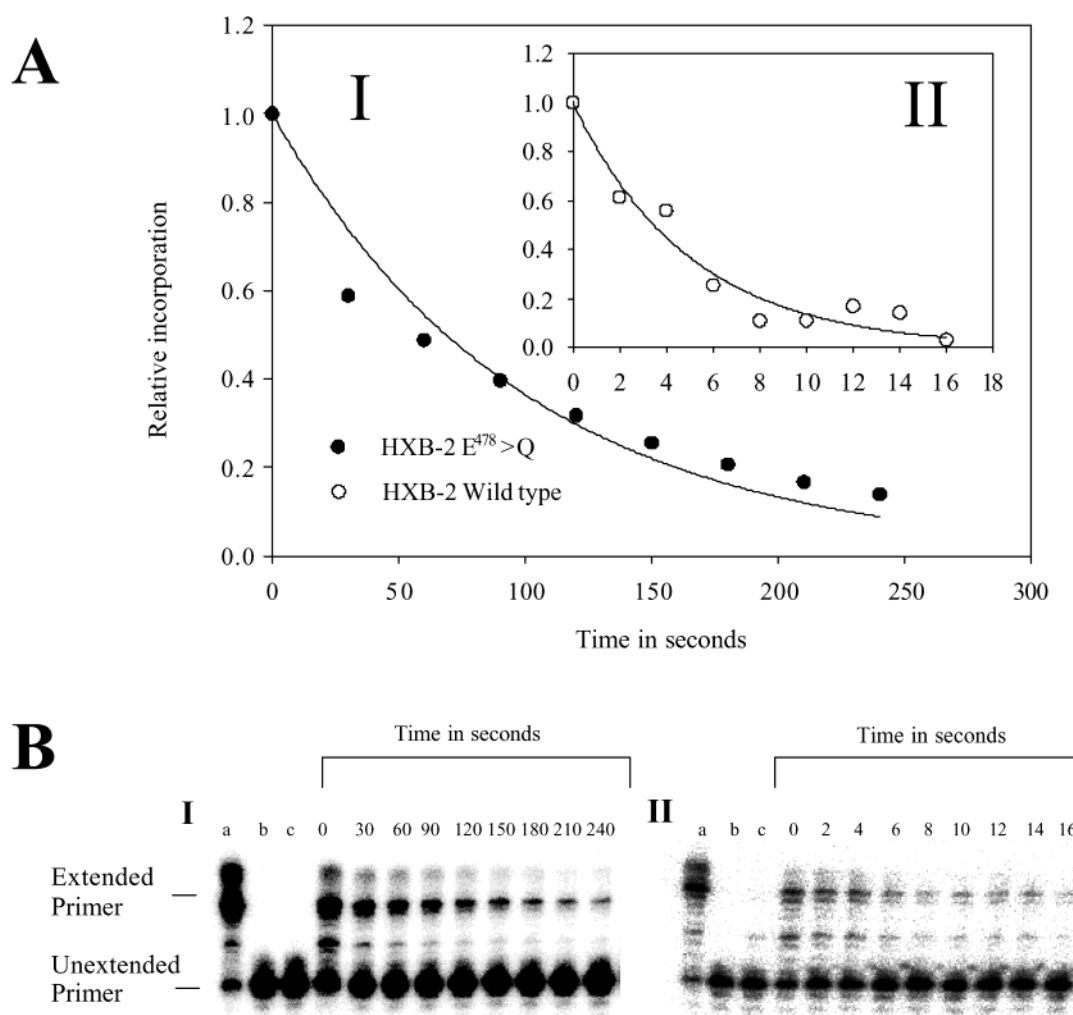 A
I
II
1.2
1.0
0.8
0.6
0.4
0.2
0.0
Relative incorporation
0 50 100 150 200 250 300
Time in seconds
1.0
0.8
0.6
0.4
0.2
0.0
0 2 4 6 8 10 12 14 16 18
HXB-2 E478>Q
HXB-2 Wild type
B
Time in seconds
I
a b c 0 30 60 90 120 150 180 210 240
Extended
Primer
Unextended
Primer
Time in seconds
II
a b c 0 2 4 6 8 10 12 14 16